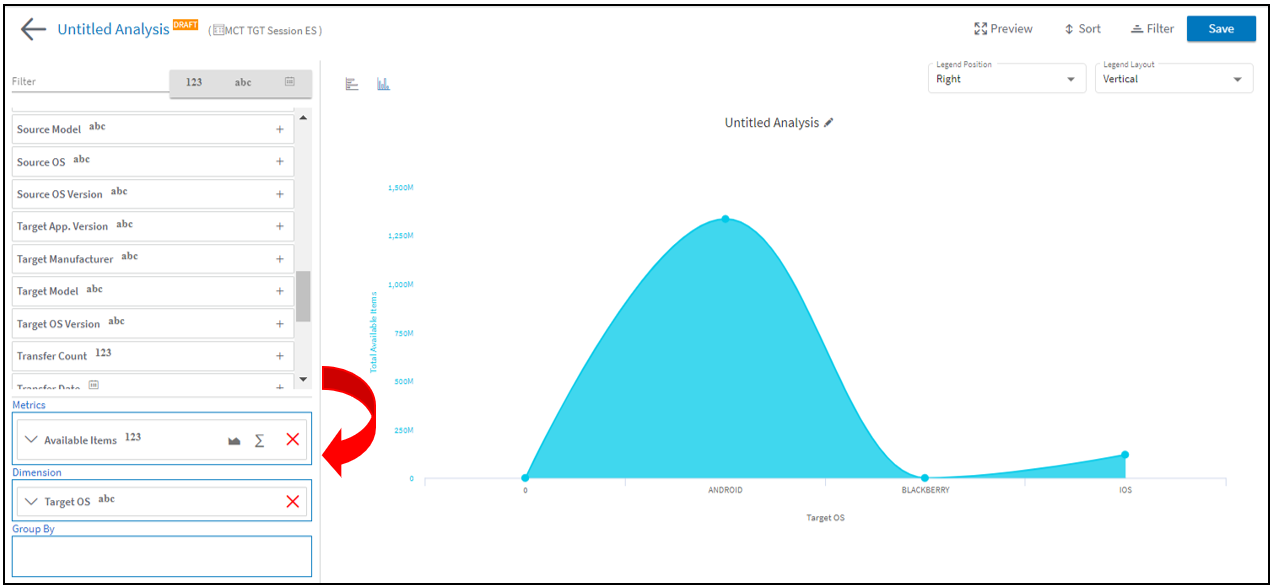 Untitled Analysis DRAFT ( MCT TGT Session ES )
Preview Sort Filter Save
Filter 123 abc
Legend Position
Right
Legend Layout
Vertical
Source Model abc +
Source OS abc +
Source OS Version abc +
Target App. Version abc +
Target Manufacturer abc +
Target Model abc +
Target OS Version abc +
Transfer Count 123 +
Transfer Date +
Metrics
Available Items 123 Σ
Dimension
Target OS abc
Group By
Untitled Analysis
1,500M
1,250M
1,000M
750M
500M
250M
0
Total Available Items
0 ANDROID BLACKBERRY IOS
Target OS